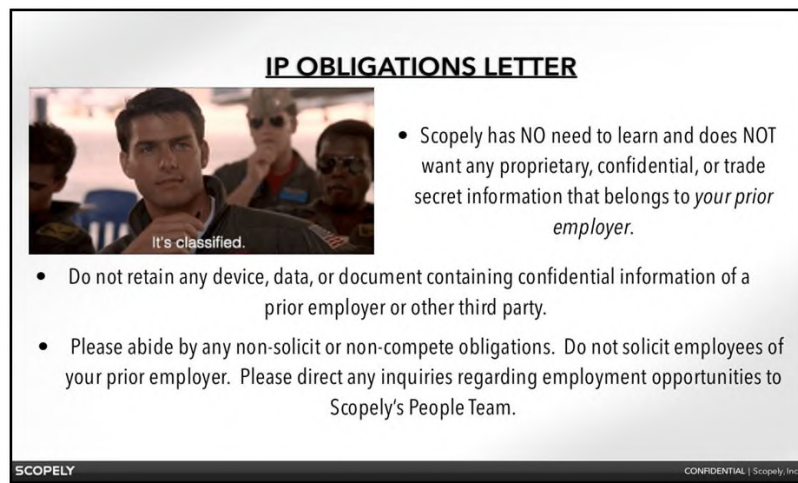 IP OBLIGATIONS LETTER
• Scopely has NO need to learn and does NOT
want any proprietary, confidential, or trade
secret information that belongs to your prior
employer.
It's classified.
• Do not retain any device, data, or document containing confidential information of a
prior employer or other third party.
• Please abide by any non-solicit or non-compete obligations. Do not solicit employees of
your prior employer. Please direct any inquiries regarding employment opportunities to
Scopely's People Team.
SCOPELY
CONFIDENTIAL | Scopely, Inc